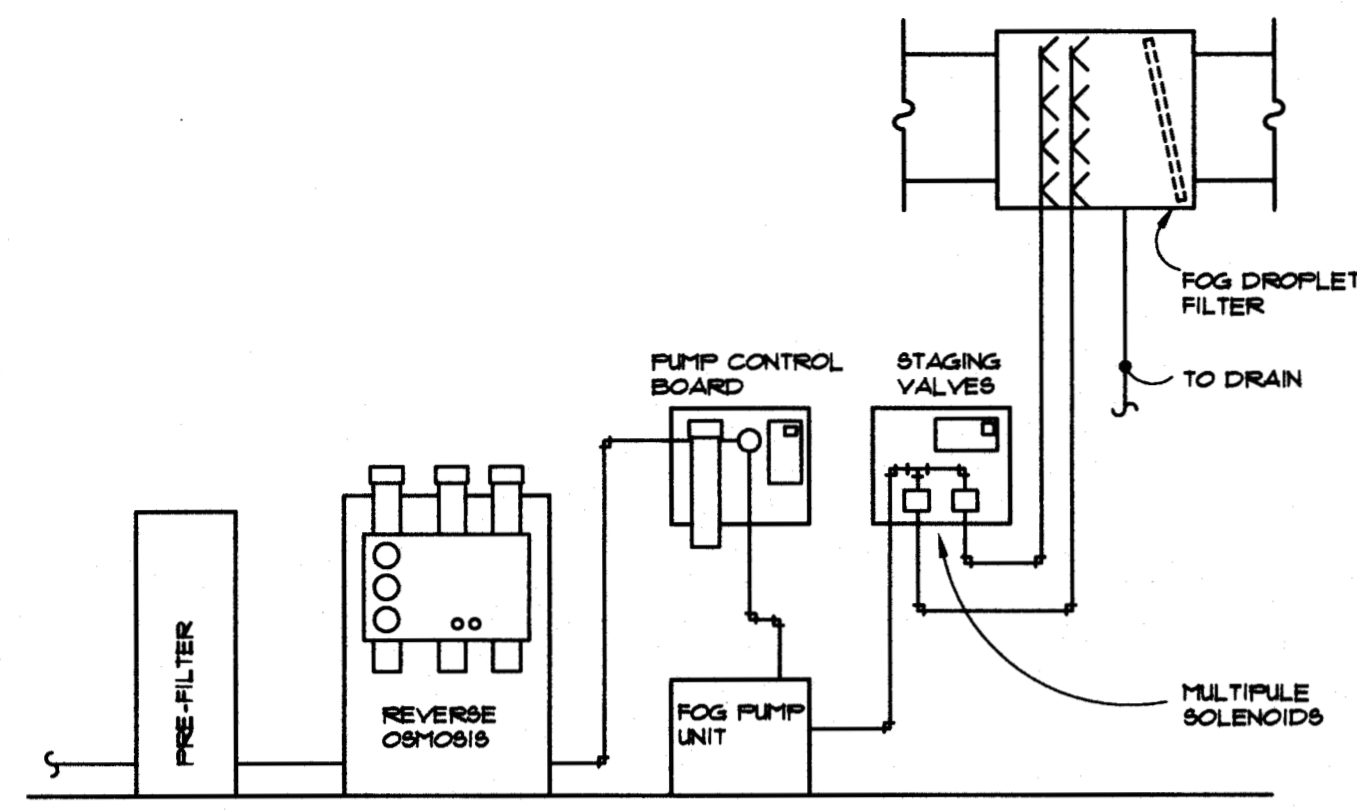 FOG DROPLET
FILTER
TO DRAIN
PUMP CONTROL
BOARD
STAGING
VALVES
PRE-FILTER
REVERSE
OSMOSIS
FOG PUMP
UNIT
MULTIPULE
SOLENOIDS